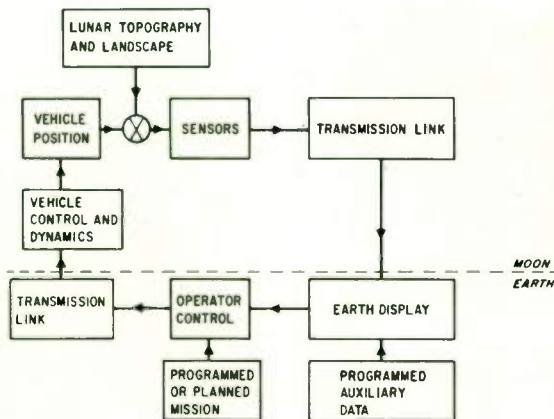 LUNAR TOPOGRAPHY
AND LANDSCAPE
VEHICLE
POSITION
SENSORS
TRANSMISSION LINK
VEHICLE
CONTROL AND
DYNAMICS
MOON
EARTH
TRANSMISSION
LINK
OPERATOR
CONTROL
EARTH DISPLAY
PROGRAMMED
OR PLANNED
MISSION
PROGRAMMED
AUXILIARY
DATA